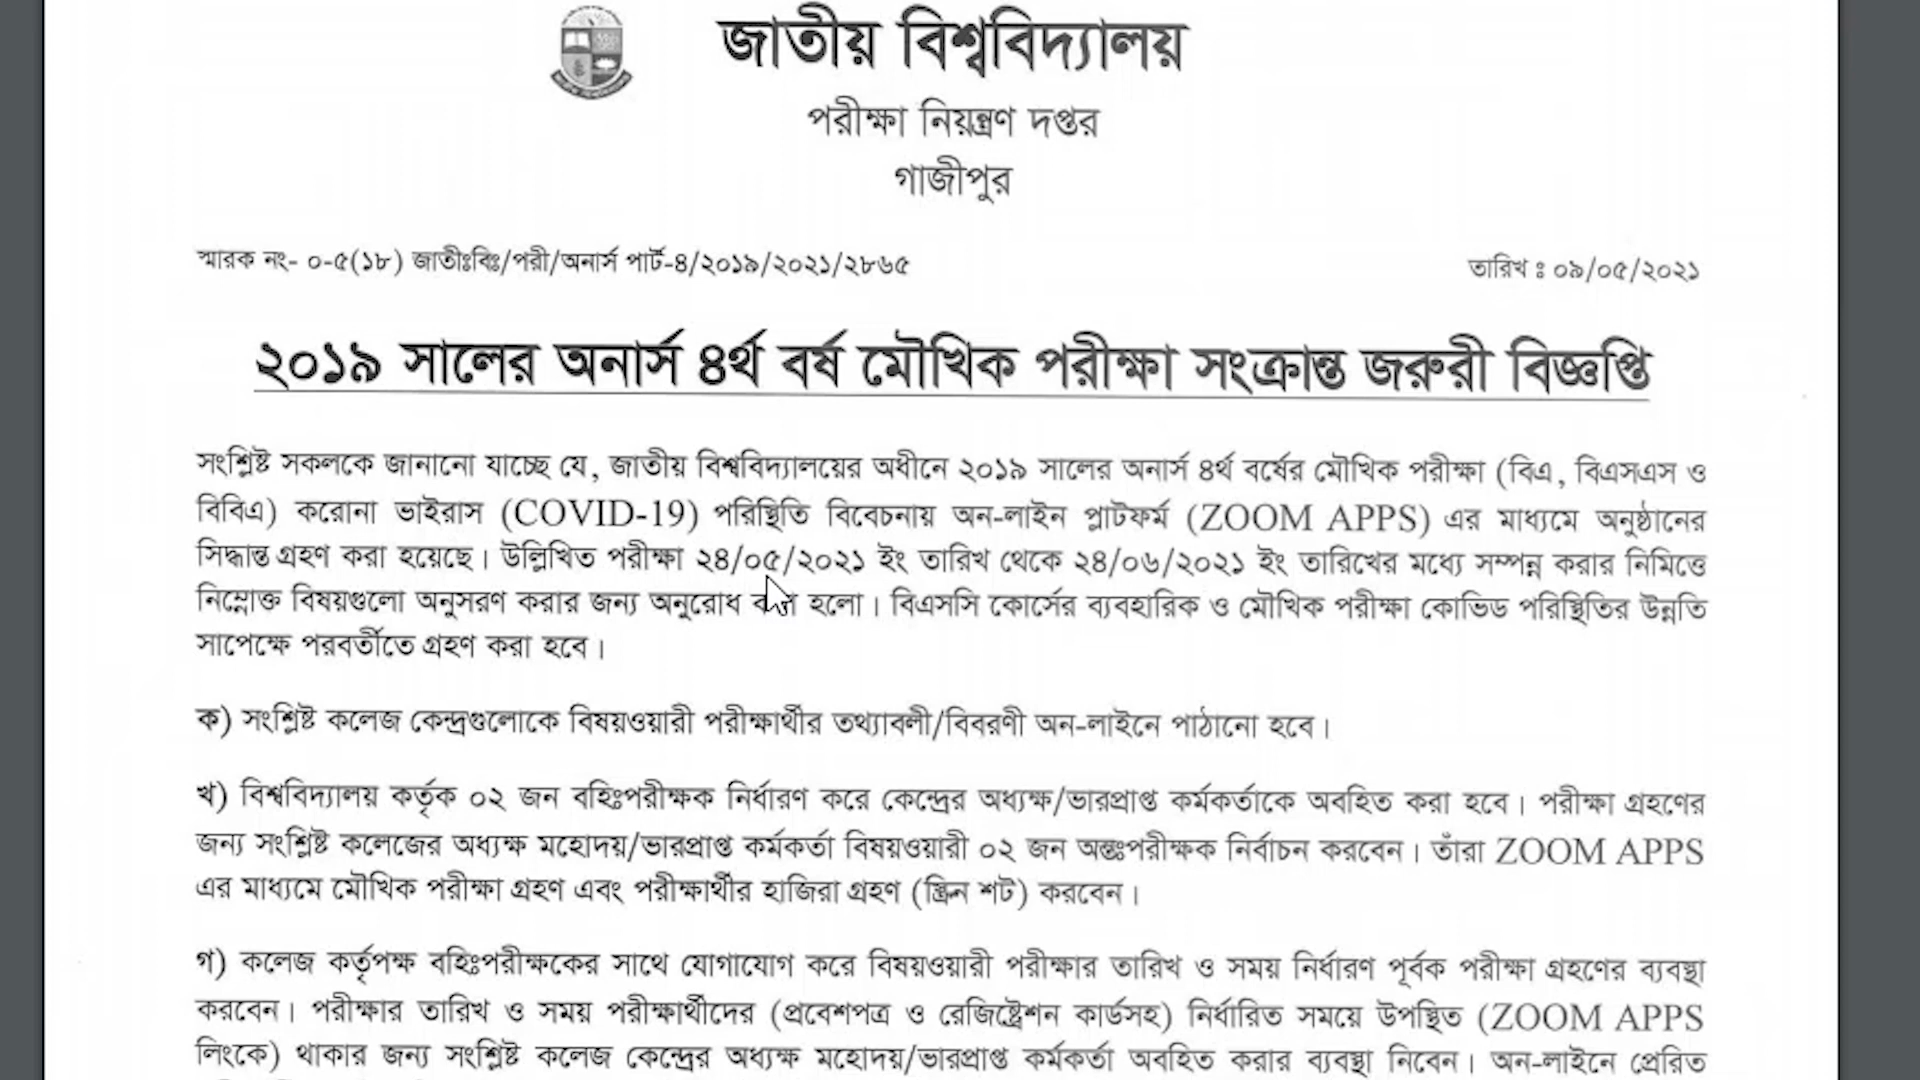 জাতীয় বিশ্ববিদ্যালয়
পরীক্ষা নিয়ন্ত্রণ দপ্তর
গাজীপুর
স্মারক নং- ০-৫(১৮) জাতীঃবিঃ/পরী/অনার্স পার্ট-৪/২০১৯/২০২১/২৮৬৫
তারিখ ঃ ০৯/০৫/২০২১
২০১৯ সালের অনার্স ৪র্থ বর্ষ মৌখিক পরীক্ষা সংক্রান্ত জরুরী বিজ্ঞপ্তি
সংশ্লিষ্ট সকলকে জানানো যাচ্ছে যে, জাতীয় বিশ্ববিদ্যালয়ের অধীনে ২০১৯ সালের অনার্স ৪র্থ বর্ষের মৌখিক পরীক্ষা (বিএ, বিএসএস ও
বিবিএ) করোনা ভাইরাস (COVID-19) পরিস্থিতি বিবেচনায় অন-লাইন প্লাটফর্ম (ZOOM APPS) এর মাধ্যমে অনুষ্ঠানের
সিদ্ধান্ত গ্রহণ করা হয়েছে। উল্লিখিত পরীক্ষা ২৪/০৫/২০২১ ইং তারিখ থেকে ২৪/০৬/২০২১ ইং তারিখের মধ্যে সম্পন্ন করার নিমিত্তে
নিম্নোক্ত বিষয়গুলো অনুসরণ করার জন্য অনুরোধ হলো। বিএসসি কোর্সের ব্যবহারিক ও মৌখিক পরীক্ষা কোভিড পরিস্থিতির উন্নতি
সাপেক্ষে পরবর্তীতে গ্রহণ করা হবে।
ক) সংশ্লিষ্ট কলেজ কেন্দ্রগুলোকে বিষয়ওয়ারী পরীক্ষার্থীর তথ্যাবলী/বিবরণী অন-লাইনে পাঠানো হবে।
খ) বিশ্ববিদ্যালয় কর্তৃক ০২ জন বহিঃপরীক্ষক নির্ধারণ করে কেন্দ্রের অধ্যক্ষ/ভারপ্রাপ্ত কর্মকর্তাকে অবহিত করা হবে। পরীক্ষা গ্রহণের
জন্য সংশ্লিষ্ট কলেজের অধ্যক্ষ মহোদয়/ভারপ্রাপ্ত কর্মকর্তা বিষয়ওয়ারী ০২ জন অন্তঃপরীক্ষক নির্বাচন করবেন। তাঁরা ZOOM APPS
এর মাধ্যমে মৌখিক পরীক্ষা গ্রহণ এবং পরীক্ষার্থীর হাজিরা গ্রহণ (স্ক্রিন শট) করবেন।
গ) কলেজ কর্তৃপক্ষ বহিঃপরীক্ষকের সাথে যোগাযোগ করে বিষয়ওয়ারী পরীক্ষার তারিখ ও সময় নির্ধারণ পূর্বক পরীক্ষা গ্রহণের ব্যবস্থা
করবেন। পরীক্ষার তারিখ ও সময় পরীক্ষার্থীদের (প্রবেশপত্র ও রেজিষ্ট্রেশন কার্ডসহ) নির্ধারিত সময়ে উপস্থিত (ZOOM APPS
লিংকে) থাকার জন্য সংশ্লিষ্ট কলেজ কেন্দ্রের অধ্যক্ষ মহোদয়/ভারপ্রাপ্ত কর্মকর্তা অবহিত করার ব্যবস্থা নিবেন। অন-লাইনে প্রেরিত